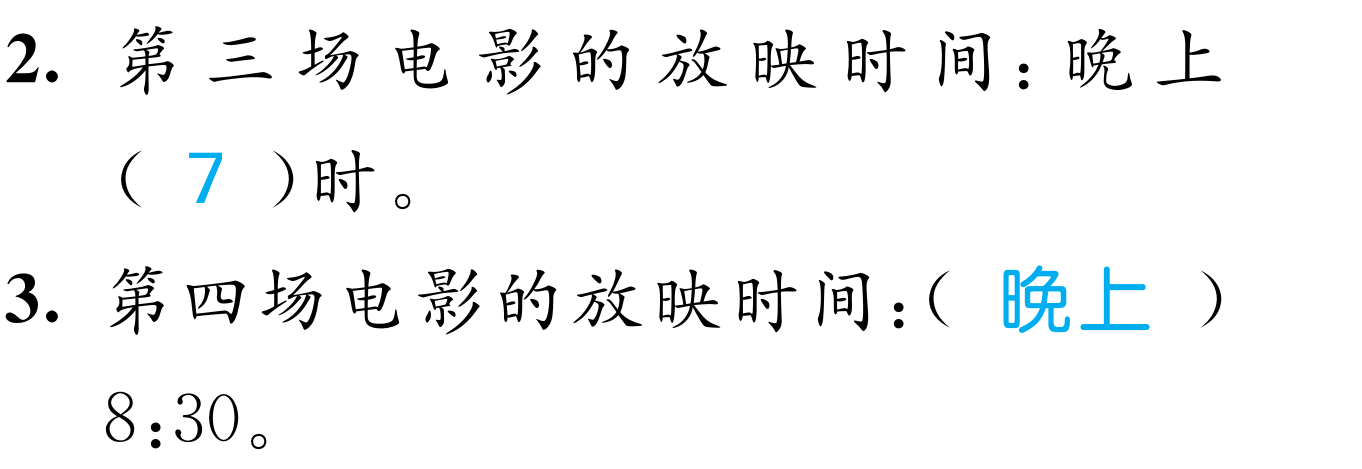 2. 第三场电影的放映时间:晚上
( 7 )时。
3. 第四场电影的放映时间:( 晚上 )
8:30。